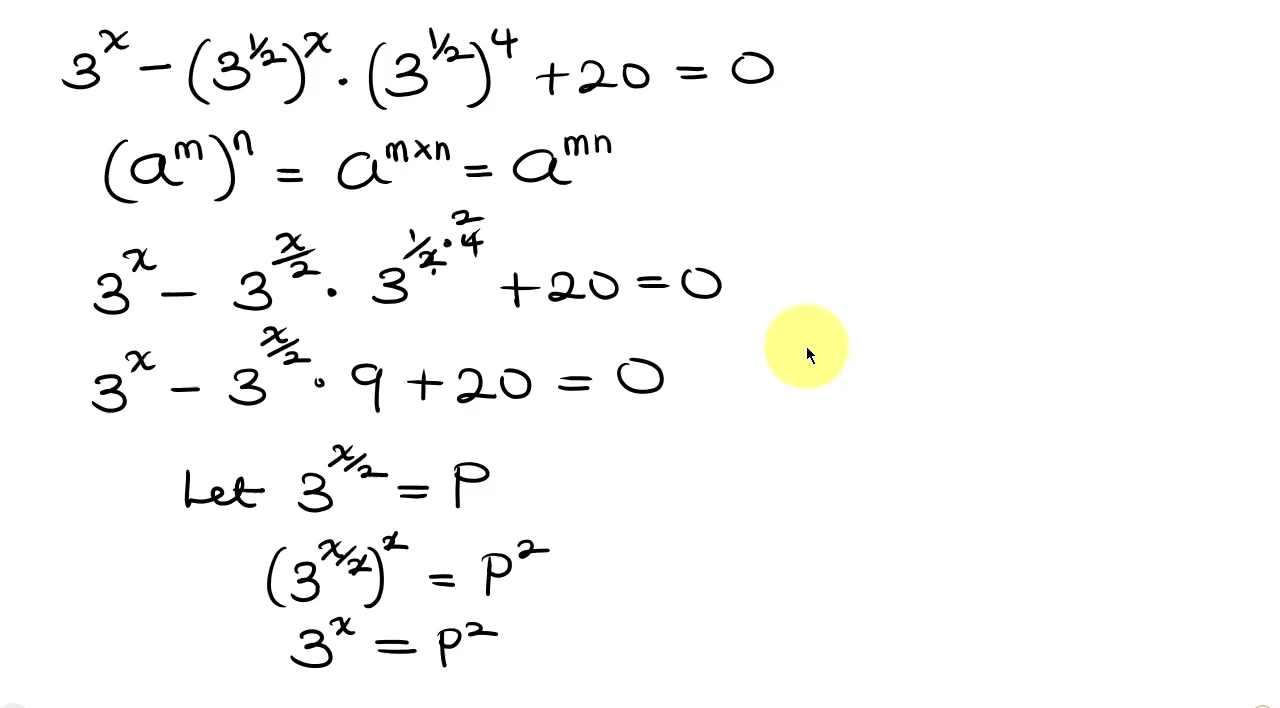 3^x - (3^{1/2})^x · (3^{1/2})^4 + 20 = 0
(a^m)^n = a^{m×n} = a^{mn}
3^x - 3^{x/2} · 3^{1/2 · 4} ^2 + 20 = 0
3^x - 3^{x/2} · 9 + 20 = 0
Let 3^{x/2} = P
(3^{x/2})^2 = P^2
3^x = P^2